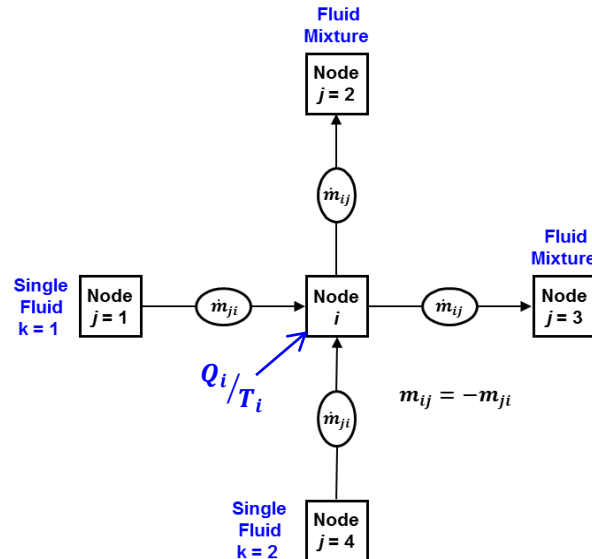 Fluid
Mixture
Node
j = 2
ṁij
Fluid
Mixture
Single
Fluid
k = 1
Node
j = 1
ṁji
Node
i
ṁij
Node
j = 3
Qi/Ti
ṁji
mij = −mji
Single
Fluid
k = 2
Node
j=4